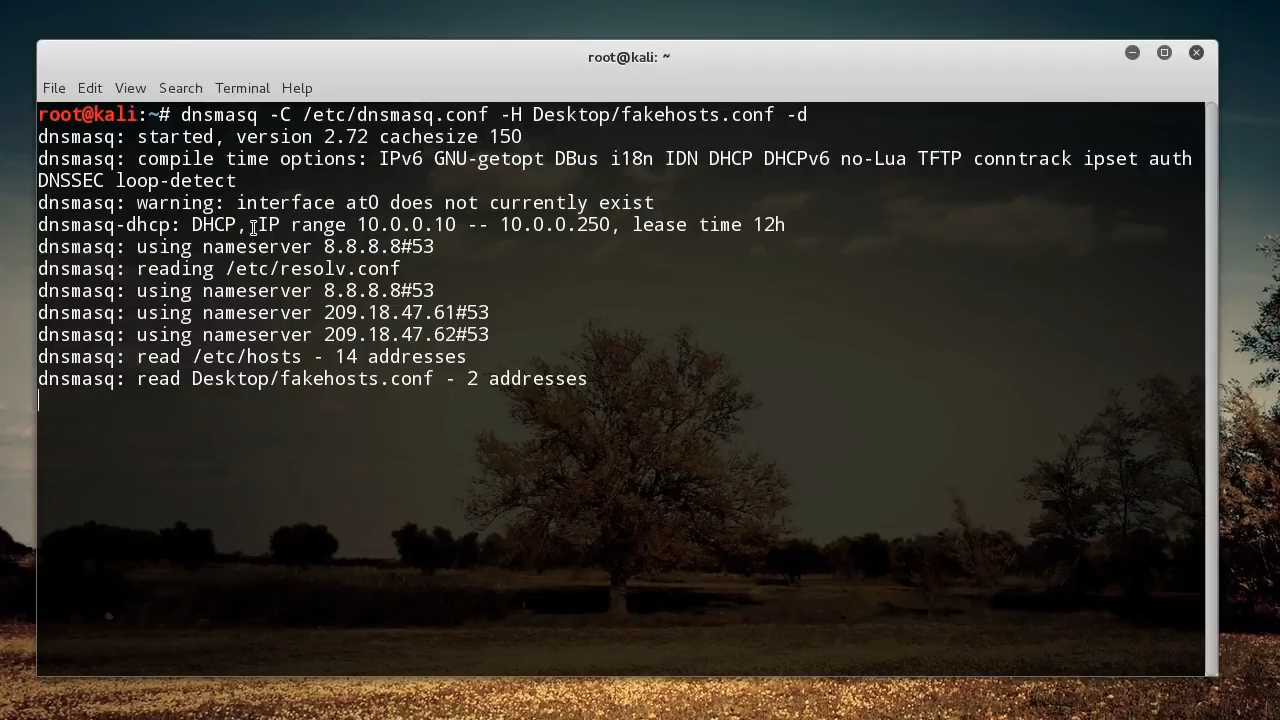 root@kali: ~
File Edit View Search Terminal Help
root@kali:~# dnsmasq -C /etc/dnsmasq.conf -H Desktop/fakehosts.conf -d
dnsmasq: started, version 2.72 cachesize 150
dnsmasq: compile time options: IPv6 GNU-getopt DBus i18n IDN DHCP DHCPv6 no-Lua TFTP conntrack ipset auth
DNSSEC loop-detect
dnsmasq: warning: interface at0 does not currently exist
dnsmasq-dhcp: DHCP, IP range 10.0.0.10 -- 10.0.0.250, lease time 12h
dnsmasq: using nameserver 8.8.8.8#53
dnsmasq: reading /etc/resolv.conf
dnsmasq: using nameserver 8.8.8.8#53
dnsmasq: using nameserver 209.18.47.61#53
dnsmasq: using nameserver 209.18.47.62#53
dnsmasq: read /etc/hosts - 14 addresses
dnsmasq: read Desktop/fakehosts.conf - 2 addresses